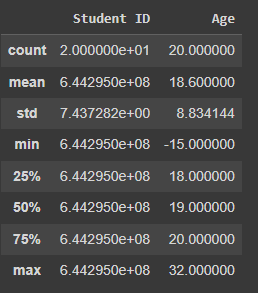 Student ID Age
count 2.000000e+01 20.000000
mean 6.442950e+08 18.600000
std 7.437282e+00 8.834144
min 6.442950e+08 -15.000000
25% 6.442950e+08 18.000000
50% 6.442950e+08 19.000000
75% 6.442950e+08 20.000000
max 6.442950e+08 32.000000